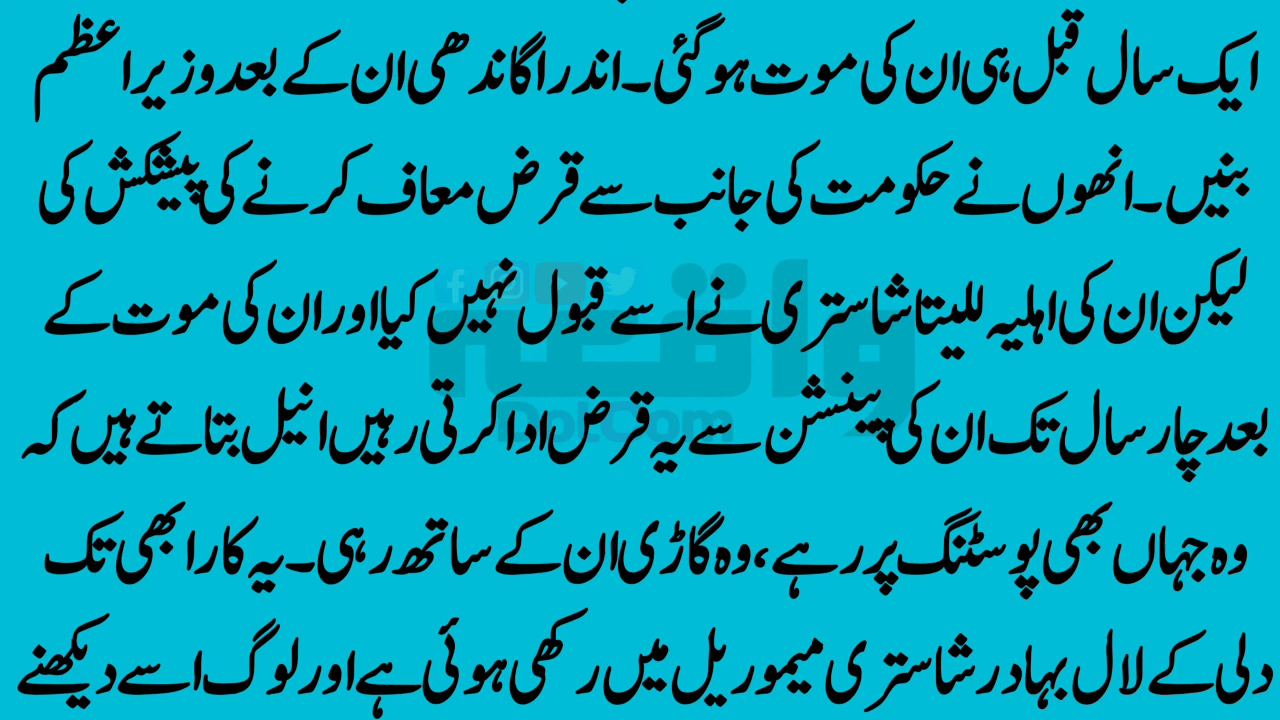 ایک سال قبل ہی ان کی موت ہوگئی۔ اندرا گاندھی ان کے بعد وزیر اعظم
بنیں۔ انھوں نے حکومت کی جانب سے قرض معاف کرنے کی پیشکش کی
لیکن ان کی اہلیہ للیتا شاستری نے اسے قبول نہیں کیا اور ان کی موت کے
بعد چار سال تک ان کی پینشن سے یہ قرض ادا کرتی رہیں انیل بتاتے ہیں کہ
وہ جہاں بھی پوسٹنگ پر رہے، وہ گاڑی ان کے ساتھ رہی۔ یہ کار ابھی تک
دلی کے لال بہادر شاستری میموریل میں رکھی ہوئی ہے اور لوگ اسے دیکھنے
واقعہ
DotCom